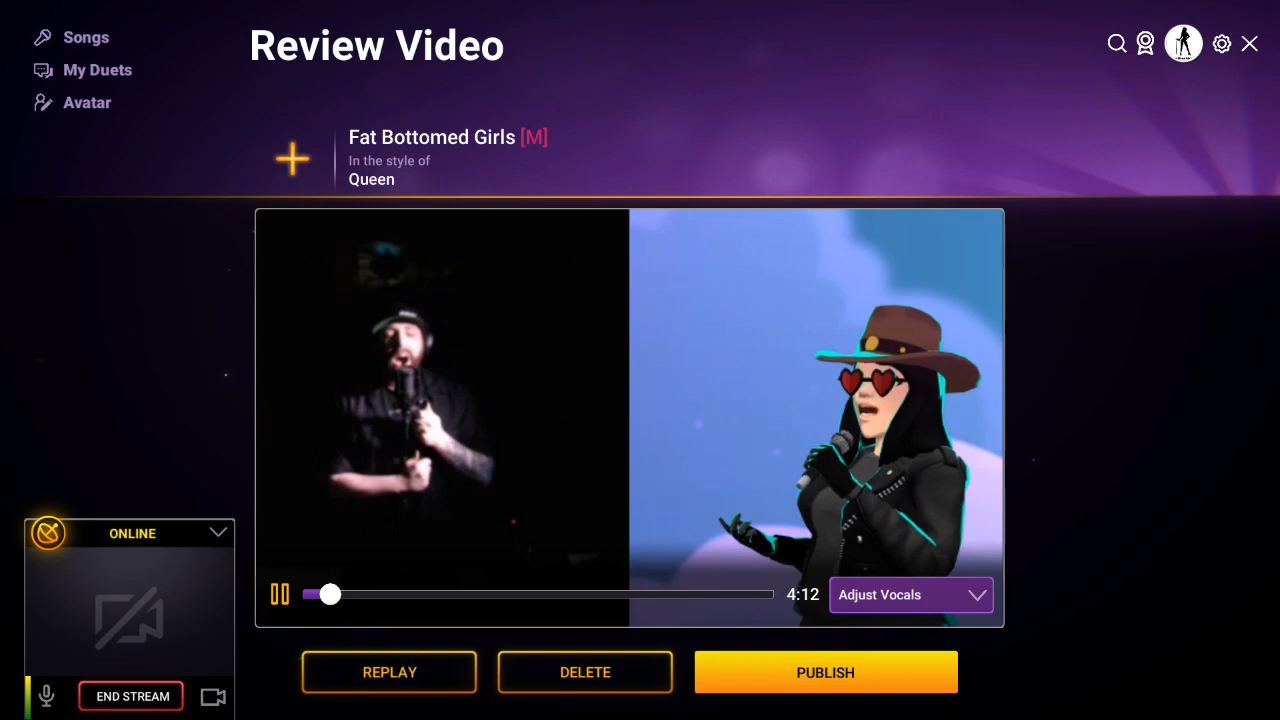 Songs
Review Video
My Duets
Avatar
Fat Bottomed Girls [M]
In the style of
Queen
ONLINE
4:12
Adjust Vocals
REPLAY
DELETE
PUBLISH
END STREAM